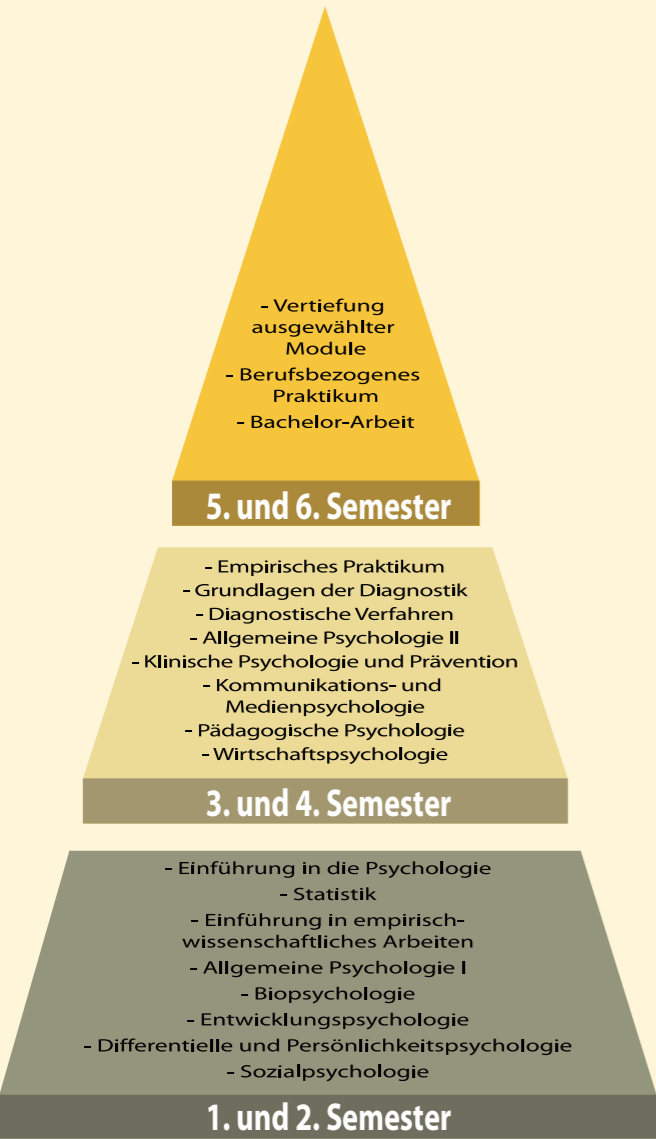 - Vertiefung
ausgewählter
Module
- Berufsbezogenes
Praktikum
- Bachelor-Arbeit
5. und 6. Semester
- Empirisches Praktikum
- Grundlagen der Diagnostik
- Diagnostische Verfahren
- Allgemeine Psychologie II
- Klinische Psychologie und Prävention
- Kommunikations- und
Medienpsychologie
- Pädagogische Psychologie
- Wirtschaftspsychologie
3. und 4. Semester
- Einführung in die Psychologie
- Statistik
- Einführung in empirisch-
wissenschaftliches Arbeiten
- Allgemeine Psychologie I
- Biopsychologie
- Entwicklungspsychologie
- Differentielle und Persönlichkeitspsychologie
- Sozialpsychologie
1. und 2. Semester